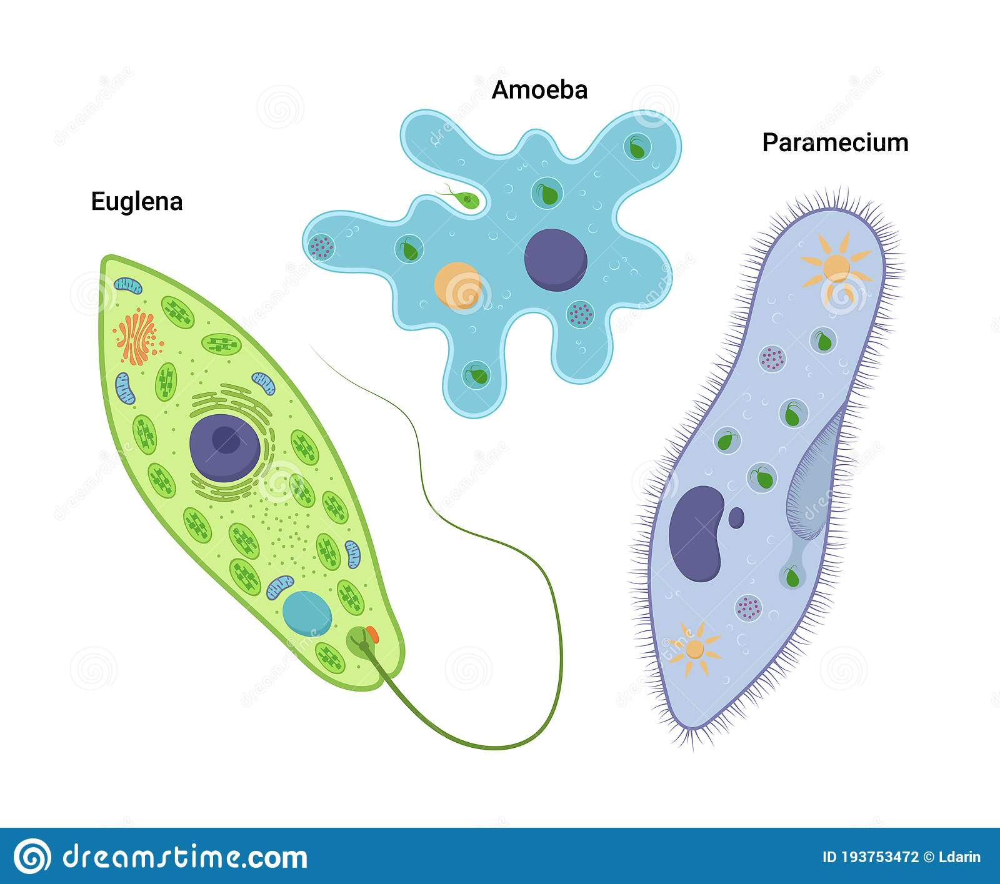 Amoeba
Paramecium
Euglena
dreamstime.com
ID 193753472 © Ldarin